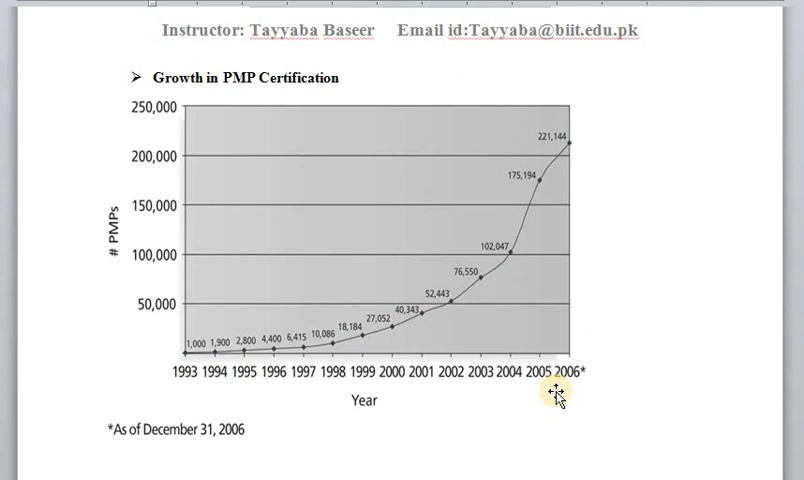 Instructor: Tayyaba Baseer Email id:Tayyaba@biit.edu.pk
Growth in PMP Certification
250,000
221,144
200,000
175,194
150,000
# PMPs
102,047
100,000
76,550
52,443
50,000
40,343
27,052
18,184
1,000 1,900 2,800 4,400 6,415 10,086
1993 1994 1995 1996 1997 1998 1999 2000 2001 2002 2003 2004 2005 2006*
Year
*As of December 31, 2006